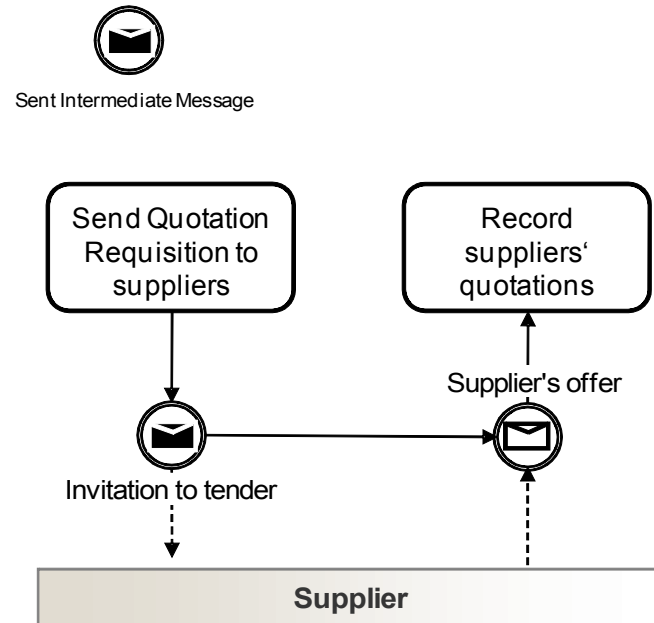 Sent Intermediate Message
Send Quotation
Requisition to
suppliers
Record
suppliers‘
quotations
Supplier's offer
Invitation to tender
Supplier